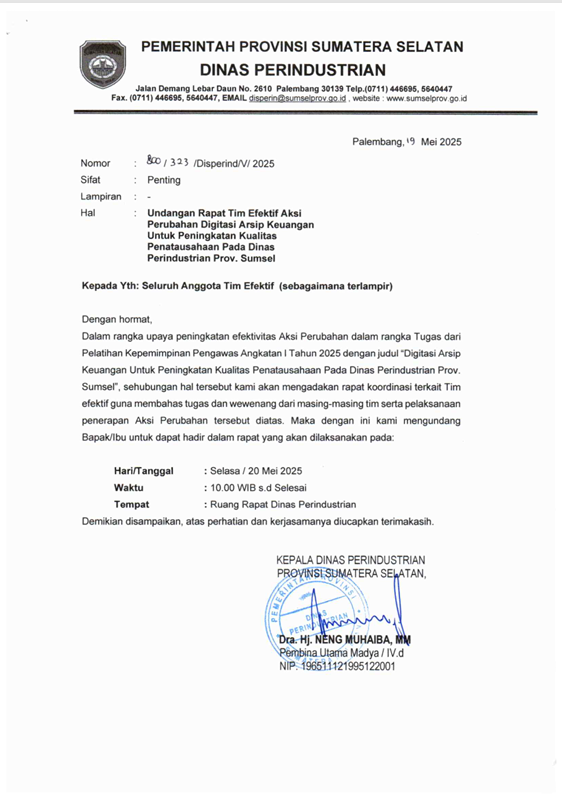 PEMERINTAH PROVINSI SUMATERA SELATAN
DINAS PERINDUSTRIAN
Jalan Demang Lebar Daun No. 2610 Palembang 30139 Telp.(0711) 446695, 5640447
Fax. (0711) 446695, 5640447, EMAIL disperin@sumselprov.go.id , website : www.sumselprov.go.id
Palembang, 19 Mei 2025
Nomor : 800 / 323 /Disperind/V/ 2025
Sifat : Penting
Lampiran : -
Hal : Undangan Rapat Tim Efektif Aksi
Perubahan Digitasi Arsip Keuangan
Untuk Peningkatan Kualitas
Penatausahaan Pada Dinas
Perindustrian Prov. Sumsel
Kepada Yth: Seluruh Anggota Tim Efektif (sebagaimana terlampir)
Dengan hormat,
Dalam rangka upaya peningkatan efektivitas Aksi Perubahan dalam rangka Tugas dari
Pelatihan Kepemimpinan Pengawas Angkatan I Tahun 2025 dengan judul “Digitasi Arsip
Keuangan Untuk Peningkatan Kualitas Penatausahaan Pada Dinas Perindustrian Prov.
Sumsel”, sehubungan hal tersebut kami akan mengadakan rapat koordinasi terkait Tim
efektif guna membahas tugas dan wewenang dari masing-masing tim serta pelaksanaan
penerapan Aksi Perubahan tersebut diatas. Maka dengan ini kami mengundang
Bapak/Ibu untuk dapat hadir dalam rapat yang akan dilaksanakan pada:
Hari/Tanggal : Selasa / 20 Mei 2025
Waktu : 10.00 WIB s.d Selesai
Tempat : Ruang Rapat Dinas Perindustrian
Demikian disampaikan, atas perhatian dan kerjasamanya diucapkan terimakasih.
KEPALA DINAS PERINDUSTRIAN
PROVINSI SUMATERA SELATAN,
PEMERINTAH PROVINSI
DINAS
PERINDUSTRIAN
SUMATERA
Dra. Hj. NENG MUHAIBA, MM
Pembina Utama Madya / IV.d
NIP. 196511121995122001